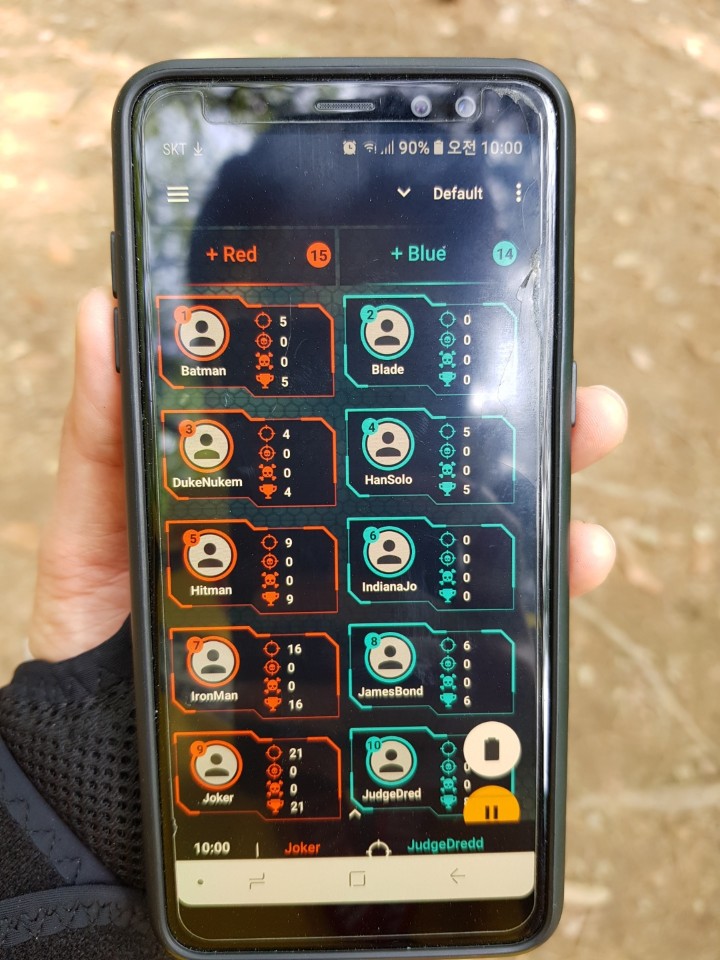 SKT 90% 오전 10:00
Default
+ Red 15 + Blue 14
1 5 2 0
0 0
0 0
Batman 5 Blade 0
3 4 4 5
0 0
0 0
DukeNukem 4 HanSolo 5
5 9 6 0
0 0
0 0
Hitman 9 IndianaJo 0
7 16 8 6
0 0
0 0
IronMan 16 JamesBond 6
9 21 10
0 0
0
Joker 21 JudgeDred
10:00 Joker JudgeDredd